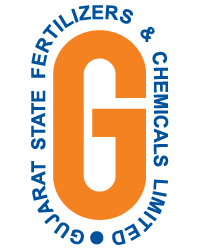 GUJARAT STATE FERTILIZERS & CHEMICALS LIMITED
G